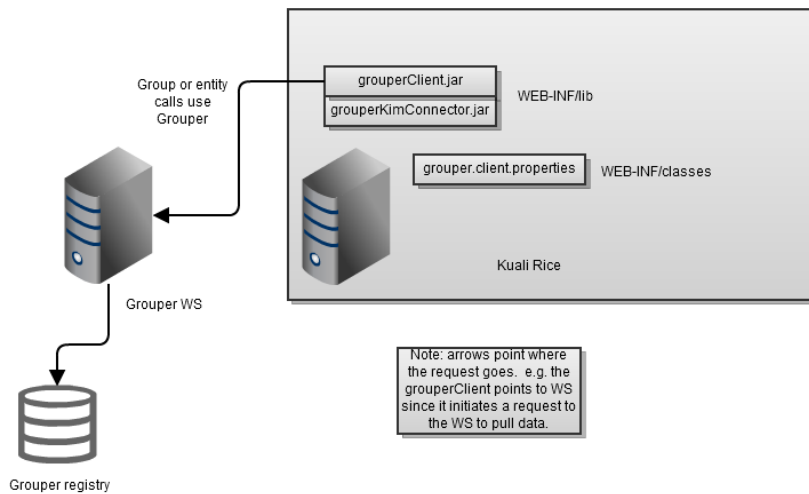 grouperClient.jar
grouperKimConnector.jar
WEB-INF/lib
Group or entity
calls use
Grouper
grouper.client.properties
WEB-INF/classes
Kuali Rice
Grouper WS
Note: arrows point where
the request goes.  e.g. the
grouperClient points to WS
since it initiates a request to
the WS to pull data.
Grouper registry